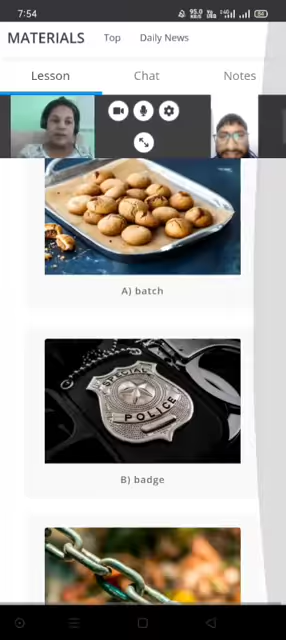 7:54
MATERIALS Top Daily News
Lesson Chat Notes
A) batch
SPECIAL
POLICE
B) badge